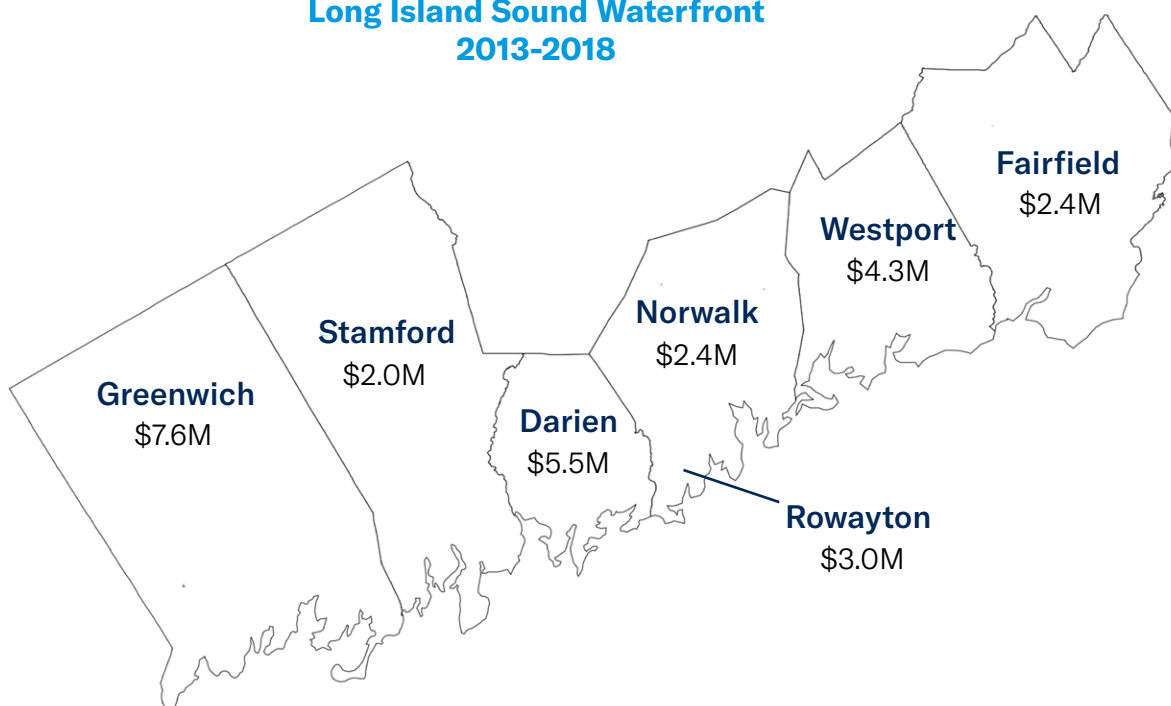 Long Island Sound Waterfront
2013-2018
Fairfield
$2.4M
Westport
$4.3M
Norwalk
$2.4M
Stamford
$2.0M
Greenwich
$7.6M
Darien
$5.5M
Rowayton
$3.0M